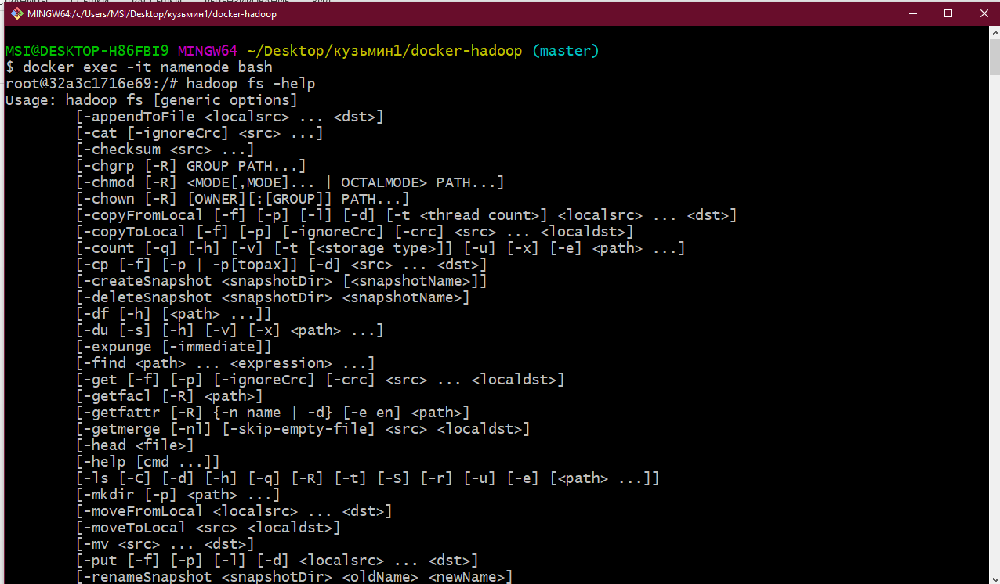 MINGW64:/c/Users/MSI/Desktop/кузьмин1/docker-hadoop
MSI@DESKTOP-H86FBI9 MINGW64 ~/Desktop/кузьмин1/docker-hadoop (master)
$ docker exec -it namenode bash
root@32a3c1716e69:/# hadoop fs -help
Usage: hadoop fs [generic options]
[-appendToFile <localsrc> ... <dst>]
[-cat [-ignoreCrc] <src> ...]
[-checksum <src> ...]
[-chgrp [-R] GROUP PATH...]
[-chmod [-R] <MODE[,MODE]... | OCTALMODE> PATH...]
[-chown [-R] [OWNER][:[GROUP]] PATH...]
[-copyFromLocal [-f] [-p] [-l] [-d] [-t <thread count>] <localsrc> ... <dst>]
[-copyToLocal [-f] [-p] [-ignoreCrc] [-crc] <src> ... <localdst>]
[-count [-q] [-h] [-v] [-t [<storage type>]] [-u] [-x] [-e] <path> ...]
[-cp [-f] [-p | -p[topax]] [-d] <src> ... <dst>]
[-createSnapshot <snapshotDir> [<snapshotName>]]
[-deleteSnapshot <snapshotDir> <snapshotName>]
[-df [-h] [<path> ...]]
[-du [-s] [-h] [-v] [-x] <path> ...]
[-expunge [-immediate]]
[-find <path> ... <expression> ...]
[-get [-f] [-p] [-ignoreCrc] [-crc] <src> ... <localdst>]
[-getfacl [-R] <path>]
[-getfattr [-R] {-n name | -d} [-e en] <path>]
[-getmerge [-nl] [-skip-empty-file] <src> <localdst>]
[-head <file>]
[-help [cmd ...]]
[-ls [-C] [-d] [-h] [-q] [-R] [-t] [-S] [-r] [-u] [-e] [<path> ...]]
[-mkdir [-p] <path> ...]
[-moveFromLocal <localsrc> ... <dst>]
[-moveToLocal <src> <localdst>]
[-mv <src> ... <dst>]
[-put [-f] [-p] [-l] [-d] <localsrc> ... <dst>]
[-renameSnapshot <snapshotDir> <oldName> <newName>]